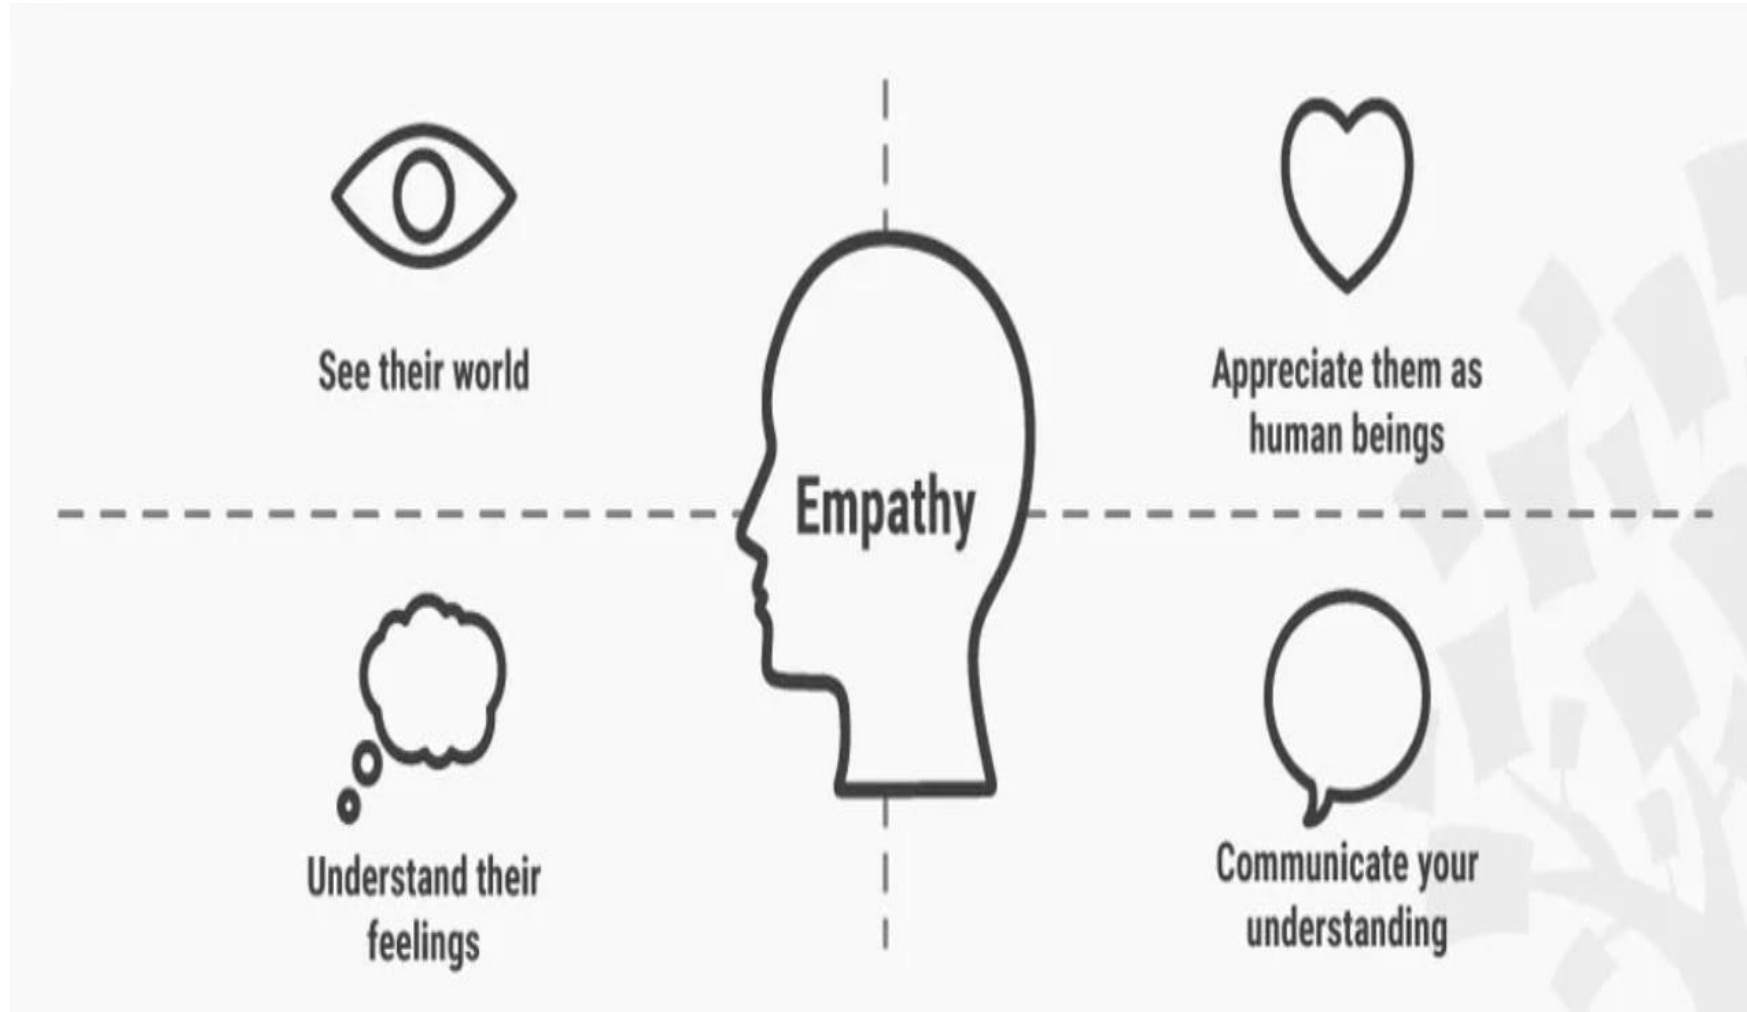 See their world
Appreciate them as
human beings
Empathy
Understand their
feelings
Communicate your
understanding